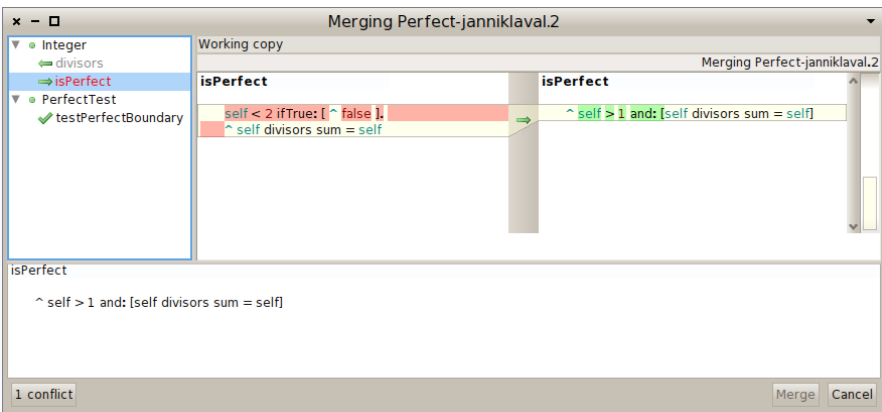 Merging Perfect-janniklaval.2
Integer
divisors
isPerfect
PerfectTest
testPerfectBoundary
Working copy
Merging Perfect-janniklaval.2
isPerfect
self < 2 ifTrue: [ ^ false ].
^ self divisors sum = self
isPerfect
^ self > 1 and: [self divisors sum = self]
isPerfect
^ self > 1 and: [self divisors sum = self]
1 conflict
Merge Cancel